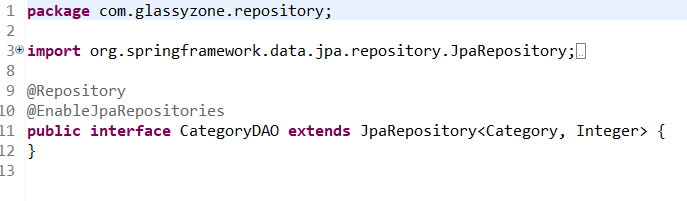 1 package com.glassyzone.repository;
2
3 import org.springframework.data.jpa.repository.JpaRepository;
8
9 @Repository
10 @EnableJpaRepositories
11 public interface CategoryDAO extends JpaRepository<Category, Integer> {
12 }
13